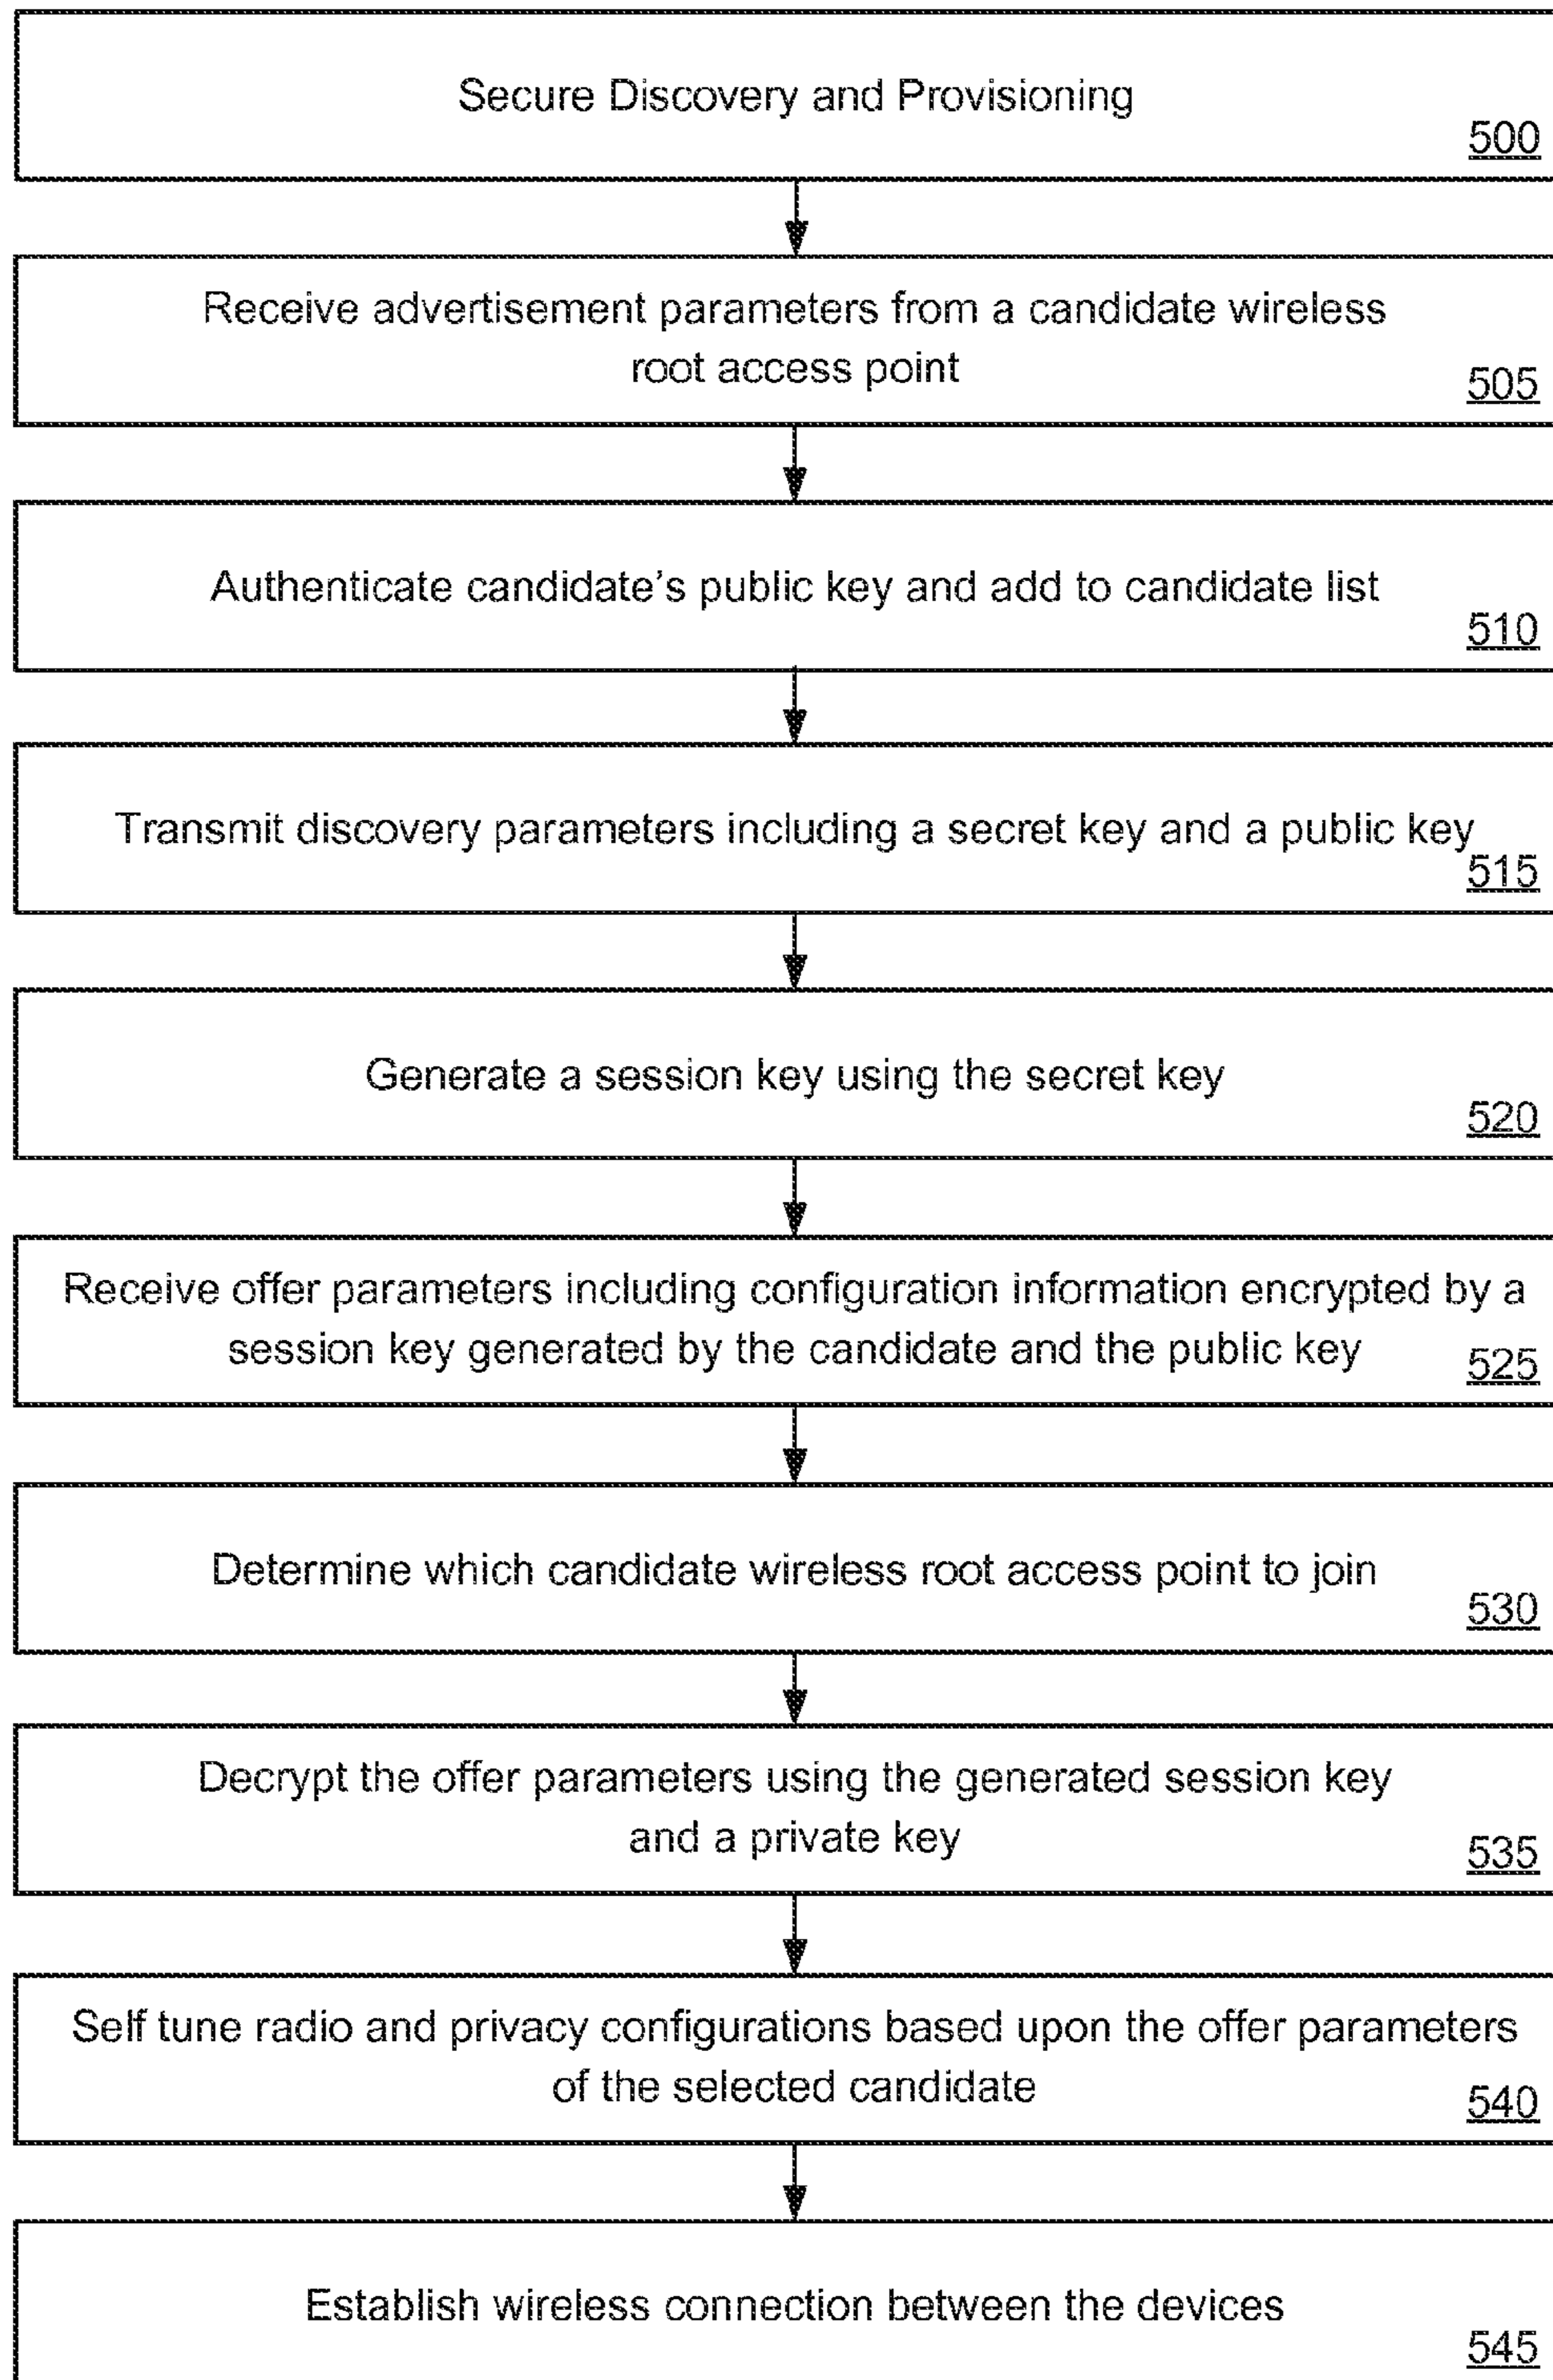 Secure Discovery and Provisioning
500
Receive advertisement parameters from a candidate wireless
root access point
505
Authenticate candidate's public key and add to candidate list
510
Transmit discovery parameters including a secret key and a public key
515
Generate a session key using the secret key
520
Receive offer parameters including configuration information encrypted by a
session key generated by the candidate and the public key
525
Determine which candidate wireless root access point to join
530
Decrypt the offer parameters using the generated session key
and a private key
535
Self tune radio and privacy configurations based upon the offer parameters
of the selected candidate
540
Establish wireless connection between the devices
545